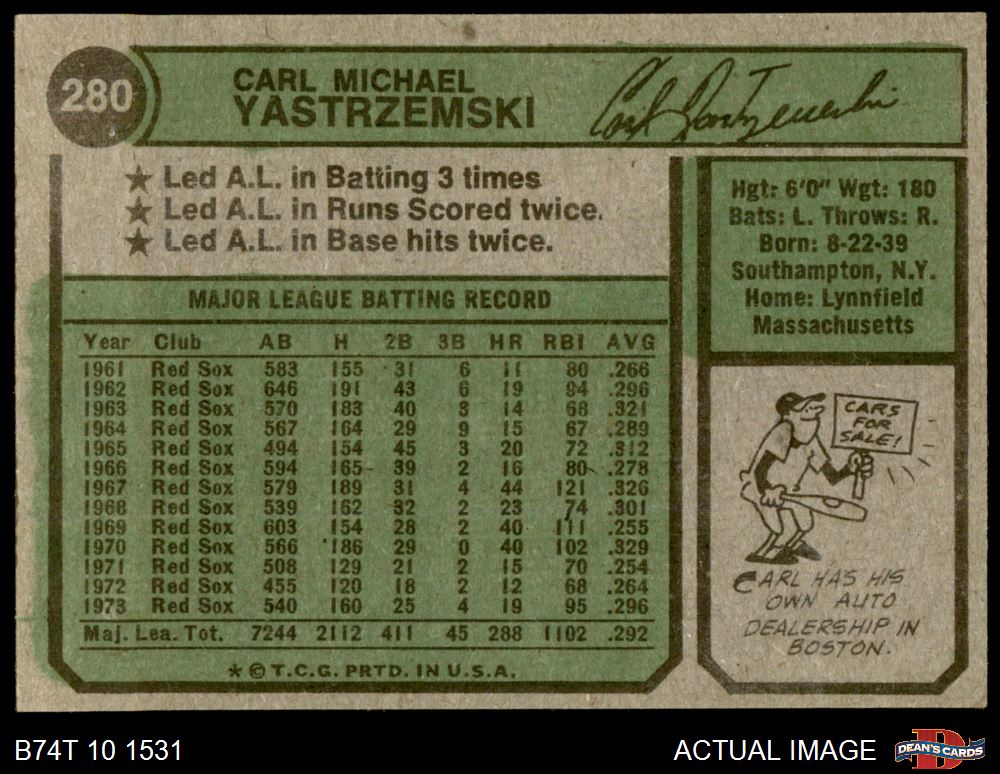 280
CARL MICHAEL
YASTRZEMSKI
Carl Yastrzemski
★ Led A.L. in Batting 3 times
★ Led A.L. in Runs Scored twice.
★ Led A.L. in Base hits twice.
Hgt: 6'0" Wgt: 180
Bats: L. Throws: R.
Born: 8-22-39
Southampton, N.Y.
Home: Lynnfield
Massachusetts
MAJOR LEAGUE BATTING RECORD
Year Club AB H 2B 3B HR RBI AVG
1961 Red Sox 583 155 31 6 11 80 .266
1962 Red Sox 646 191 43 6 19 94 .296
1963 Red Sox 570 183 40 3 14 68 .321
1964 Red Sox 567 164 29 9 15 67 .289
1965 Red Sox 494 154 45 3 20 72 .312
1966 Red Sox 594 165 39 2 16 80 .278
1967 Red Sox 579 189 31 4 44 121 .326
1968 Red Sox 539 162 32 2 23 74 .301
1969 Red Sox 603 154 28 2 40 111 .255
1970 Red Sox 566 186 29 0 40 102 .329
1971 Red Sox 508 129 21 2 15 70 .254
1972 Red Sox 455 120 18 2 12 68 .264
1973 Red Sox 540 160 25 4 19 95 .296
Maj. Lea. Tot. 7244 2112 411 45 288 1102 .292
* © T.C.G. PRTD. IN U.S.A.
CARS
FOR
SALE!
CARL HAS HIS
OWN AUTO
DEALERSHIP IN
BOSTON.
B74T 10 1531
ACTUAL IMAGE
DEAN'S CARDS